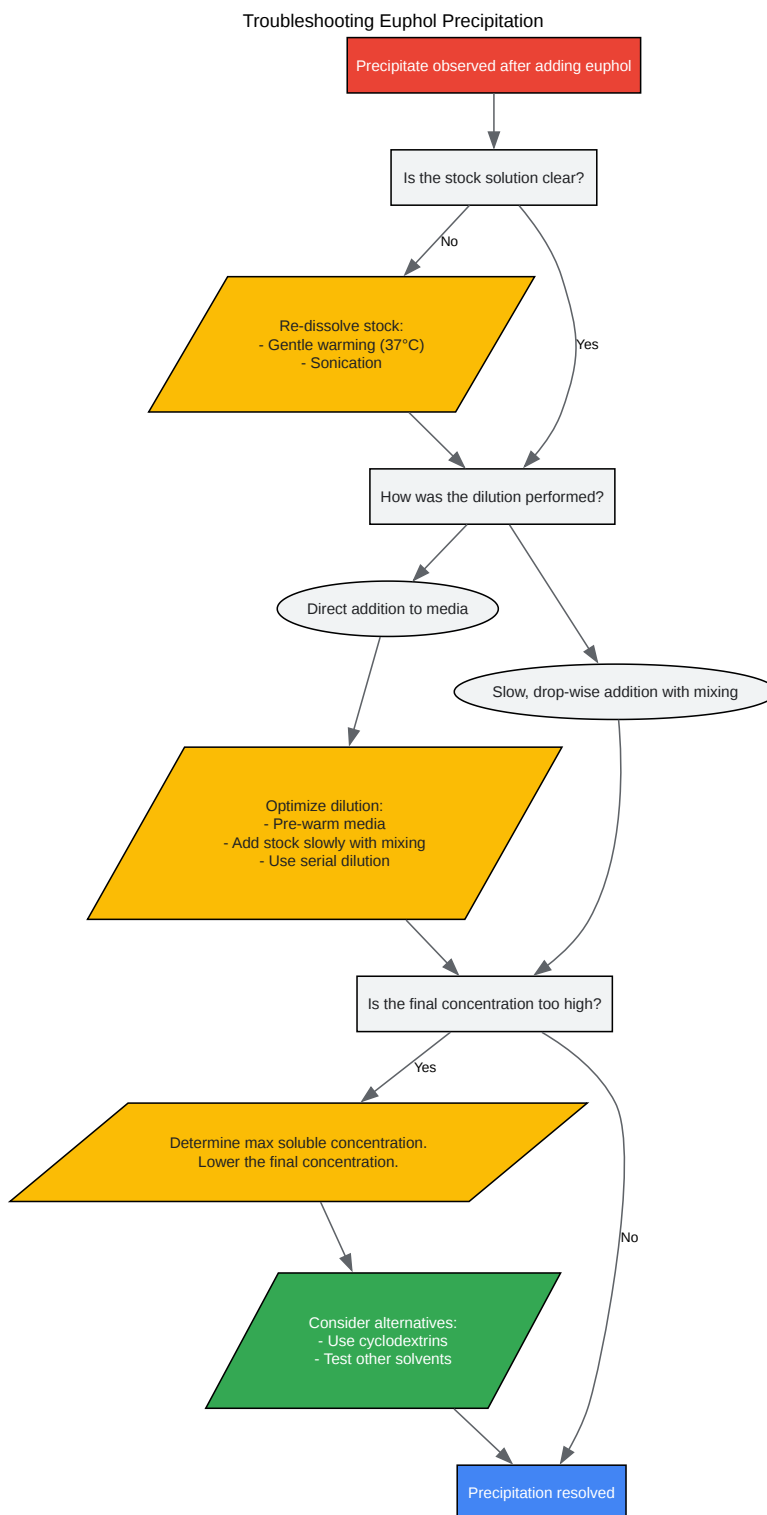 Troubleshooting Euphol Precipitation
Precipitate observed after adding euphol
Is the stock solution clear?
No
Re-dissolve stock:
- Gentle warming (37°C)
- Sonication
Yes
How was the dilution performed?
Direct addition to media
Slow, drop-wise addition with mixing
Optimize dilution:
- Pre-warm media
- Add stock slowly with mixing
- Use serial dilution
Is the final concentration too high?
Yes
Determine max soluble concentration.
Lower the final concentration.
No
Consider alternatives:
- Use cyclodextrins
- Test other solvents
Precipitation resolved